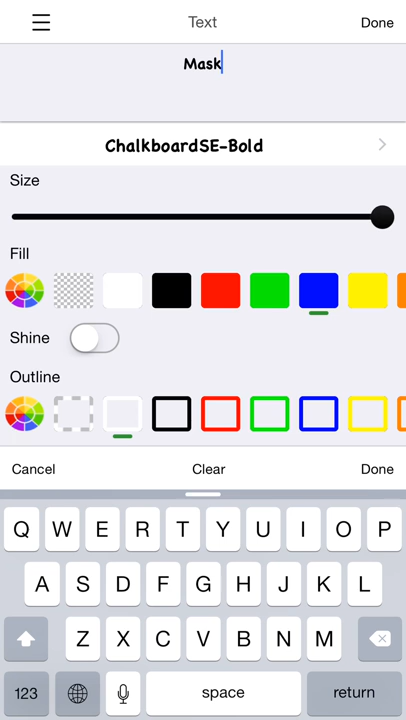 Text
Done
Mask
ChalkboardSE-Bold
Size
Fill
Shine
Outline
Cancel
Clear
Done
Q W E R T Y U I O P
A S D F G H J K L
Z X C V B N M
123
space
return